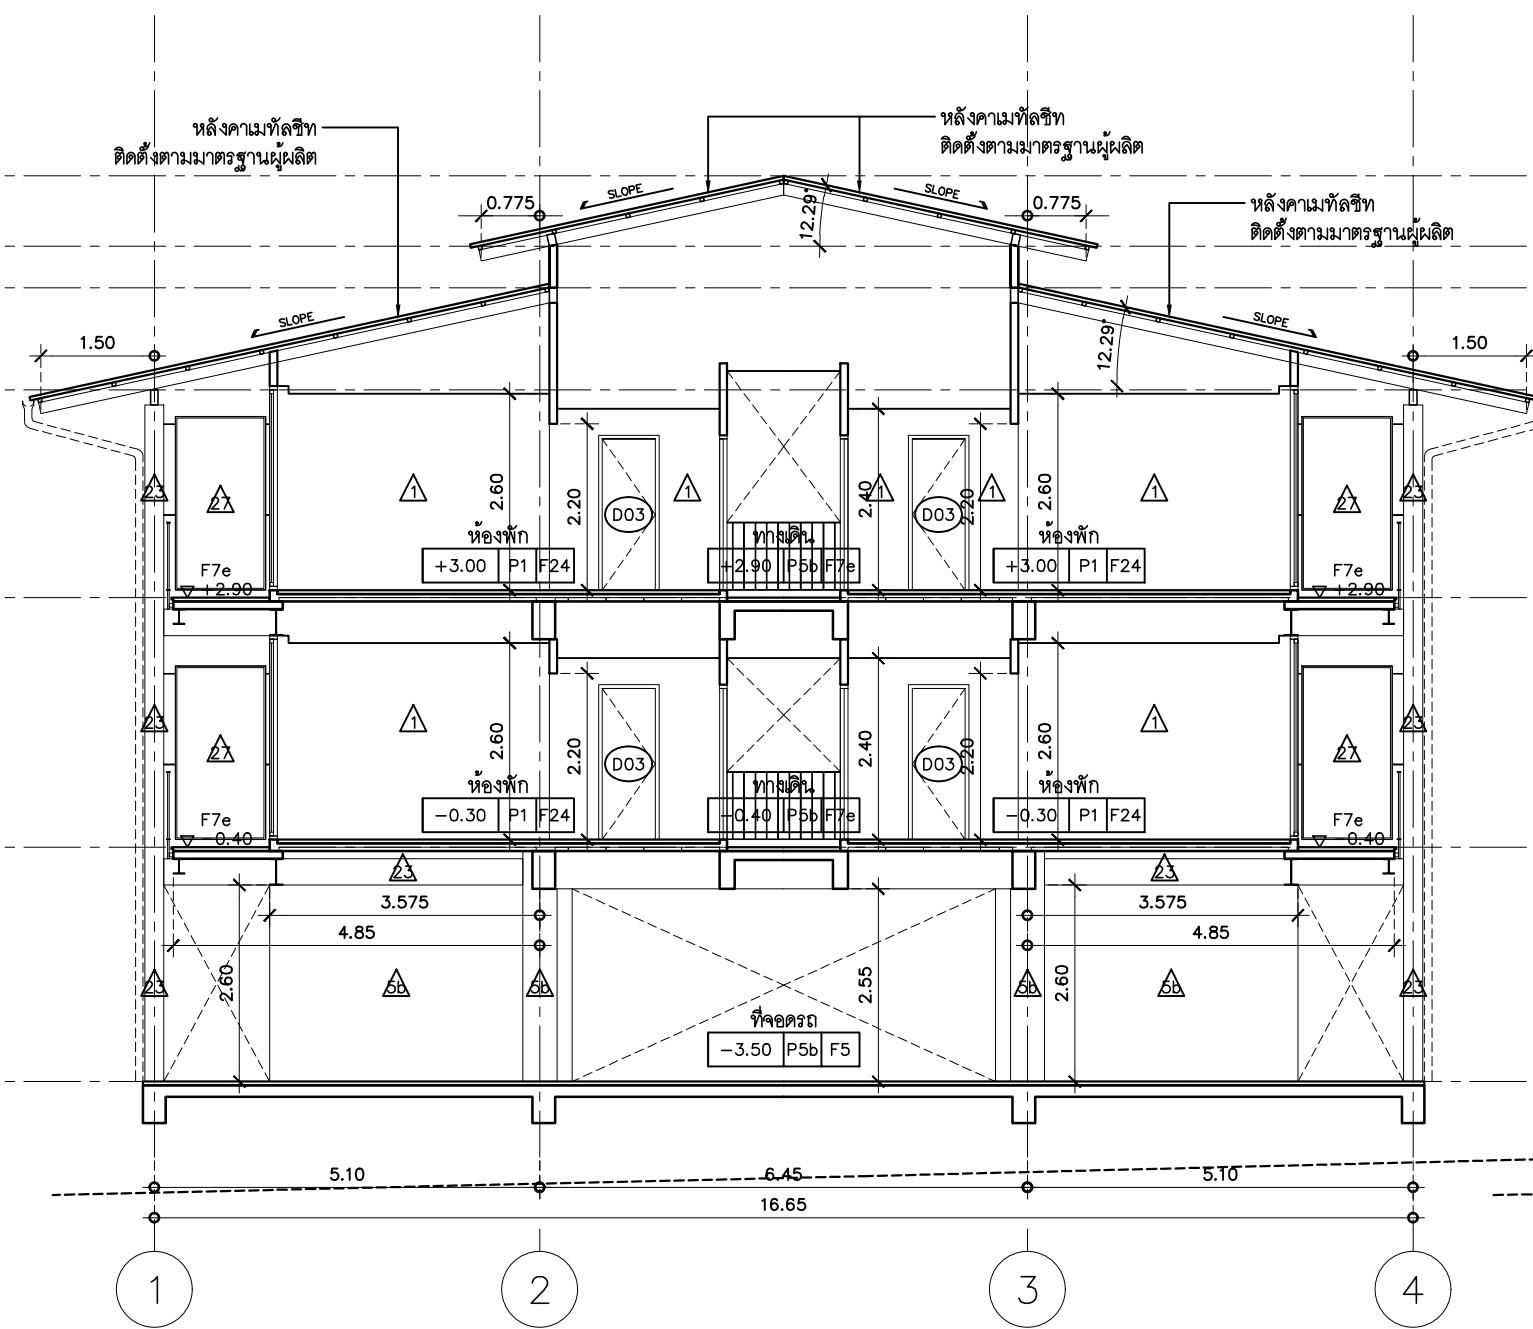 หลังคาเมทัลชีท
ติดตั้งตามมาตรฐานผู้ผลิต
หลังคาเมทัลชีท
ติดตั้งตามมาตรฐานผู้ผลิต
หลังคาเมทัลชีท
ติดตั้งตามมาตรฐานผู้ผลิต
0.775
SLOPE
SLOPE
0.775
12.29°
1.50
SLOPE
SLOPE
1.50
12.29°
23
27
1
2.60
2.20
D03
1
1
2.40
D03
2.20
1
2.60
1
27
23
ห้องพัก
+3.00 P1 F24
ทางเดิน
+2.90 P5b F7e
ห้องพัก
+3.00 P1 F24
F7e
+2.90
F7e
+2.90
23
27
1
2.60
2.20
D03
2.40
D03
2.20
2.60
1
27
23
ห้องพัก
-0.30 P1 F24
ทางเดิน
-0.40 P5b F7e
ห้องพัก
-0.30 P1 F24
F7e
-0.40
F7e
-0.40
23
23
3.575
3.575
4.85
4.85
23
2.60
5b
5b
2.55
5b
2.60
5b
23
ที่จอดรถ
-3.50 P5b F5
5.10
6.45
5.10
16.65
1
2
3
4